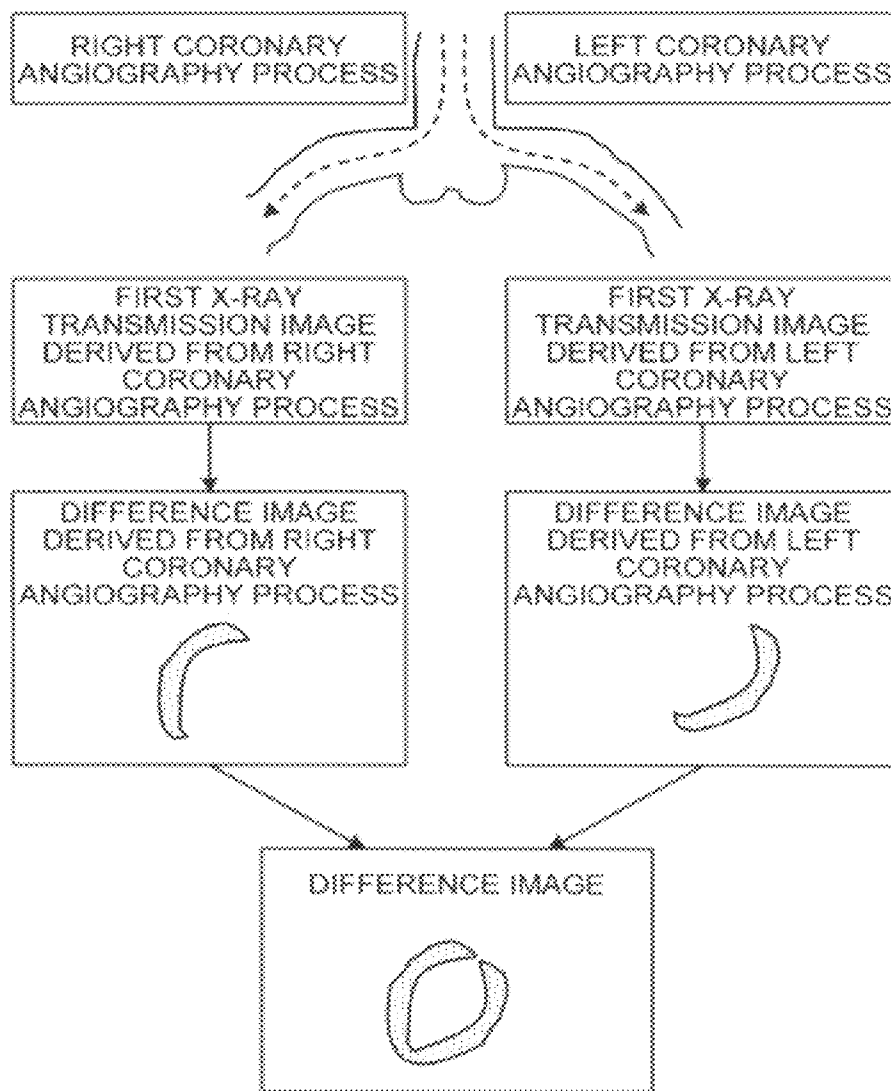 RIGHT CORONARY
ANGIOGRAPHY PROCESS
LEFT CORONARY
ANGIOGRAPHY PROCESS
FIRST X-RAY
TRANSMISSION IMAGE
DERIVED FROM RIGHT
CORONARY
ANGIOGRAPHY PROCESS
FIRST X-RAY
TRANSMISSION IMAGE
DERIVED FROM LEFT
CORONARY
ANGIOGRAPHY PROCESS
DIFFERENCE IMAGE
DERIVED FROM RIGHT
CORONARY
ANGIOGRAPHY PROCESS
DIFFERENCE IMAGE
DERIVED FROM LEFT
CORONARY
ANGIOGRAPHY PROCESS
DIFFERENCE IMAGE